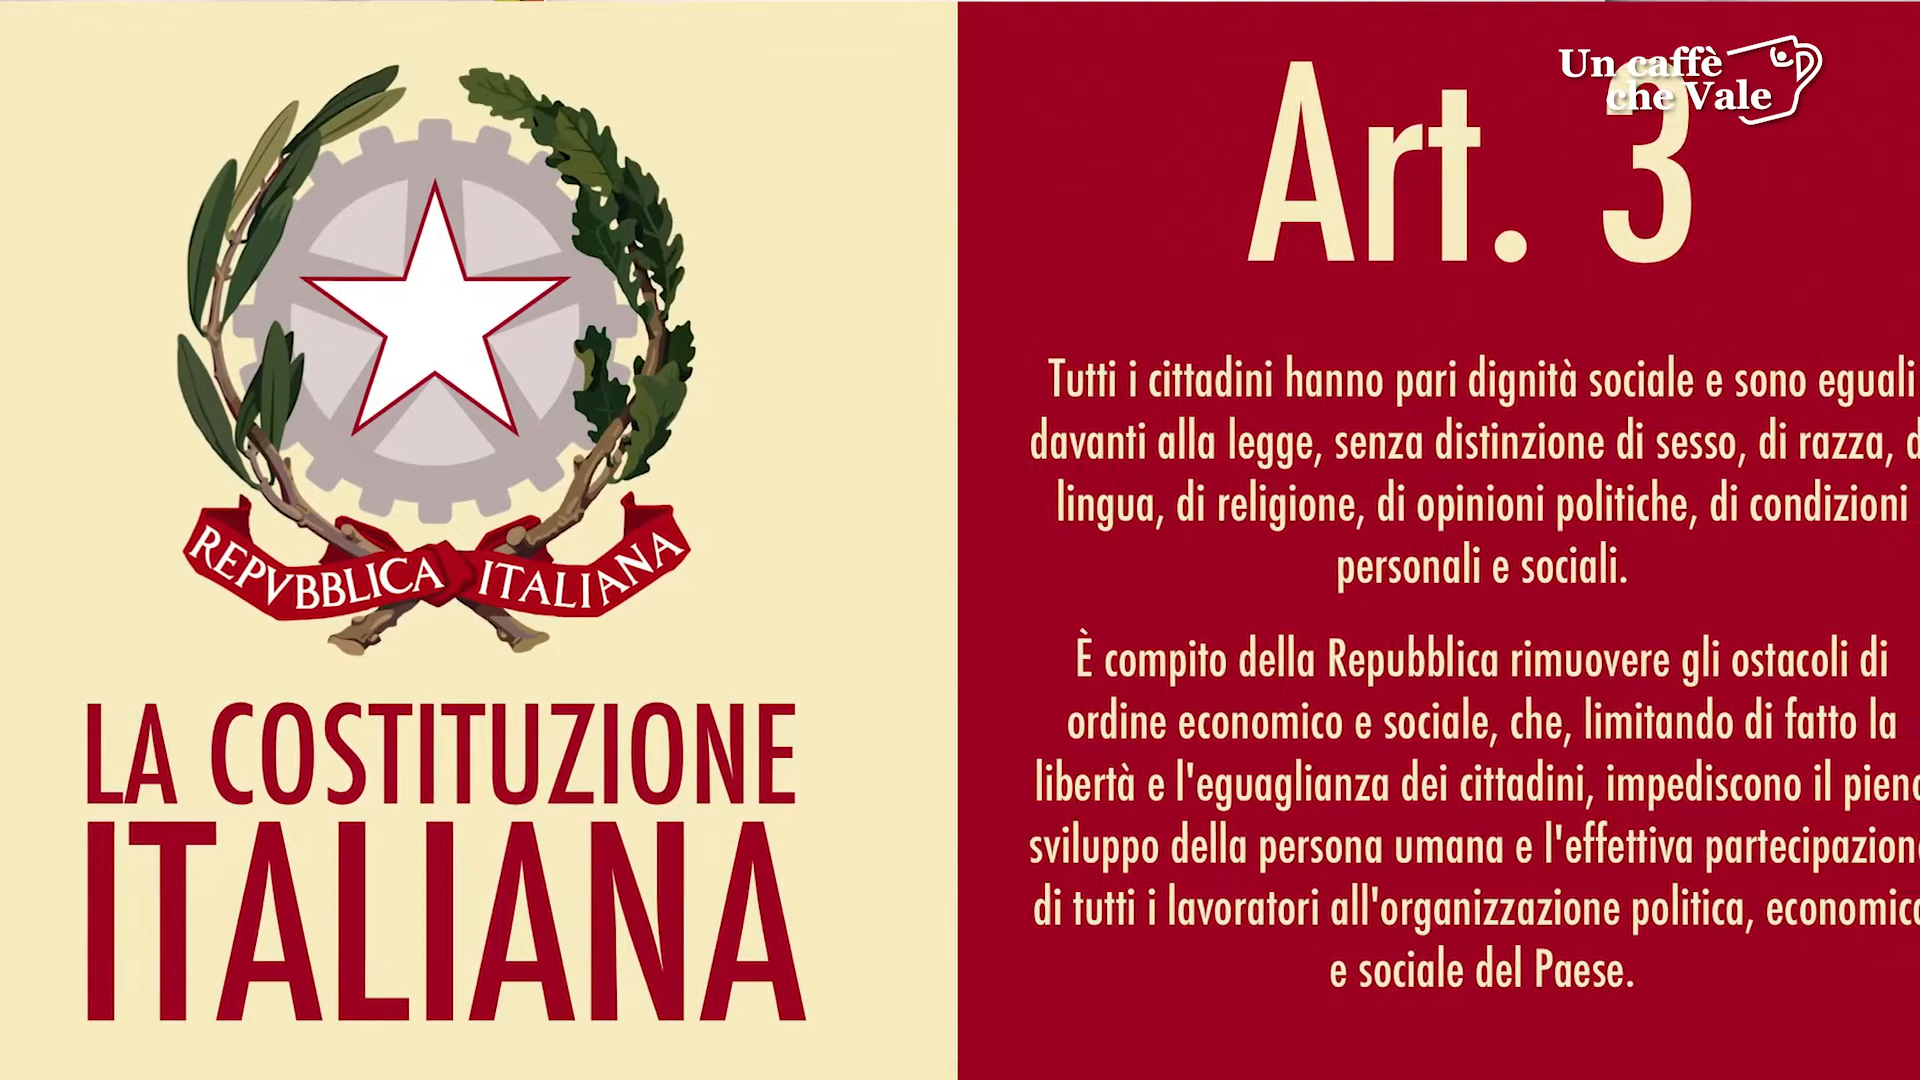 REPVBBLICA ITALIANA
LA COSTITUZIONE
ITALIANA
Un caffè
che Vale
Art. 3
Tutti i cittadini hanno pari dignità sociale e sono eguali
davanti alla legge, senza distinzione di sesso, di razza, d
lingua, di religione, di opinioni politiche, di condizioni
personali e sociali.
È compito della Repubblica rimuovere gli ostacoli di
ordine economico e sociale, che, limitando di fatto la
libertà e l'eguaglianza dei cittadini, impediscono il pieno
sviluppo della persona umana e l'effettiva partecipazione
di tutti i lavoratori all'organizzazione politica, economica
e sociale del Paese.